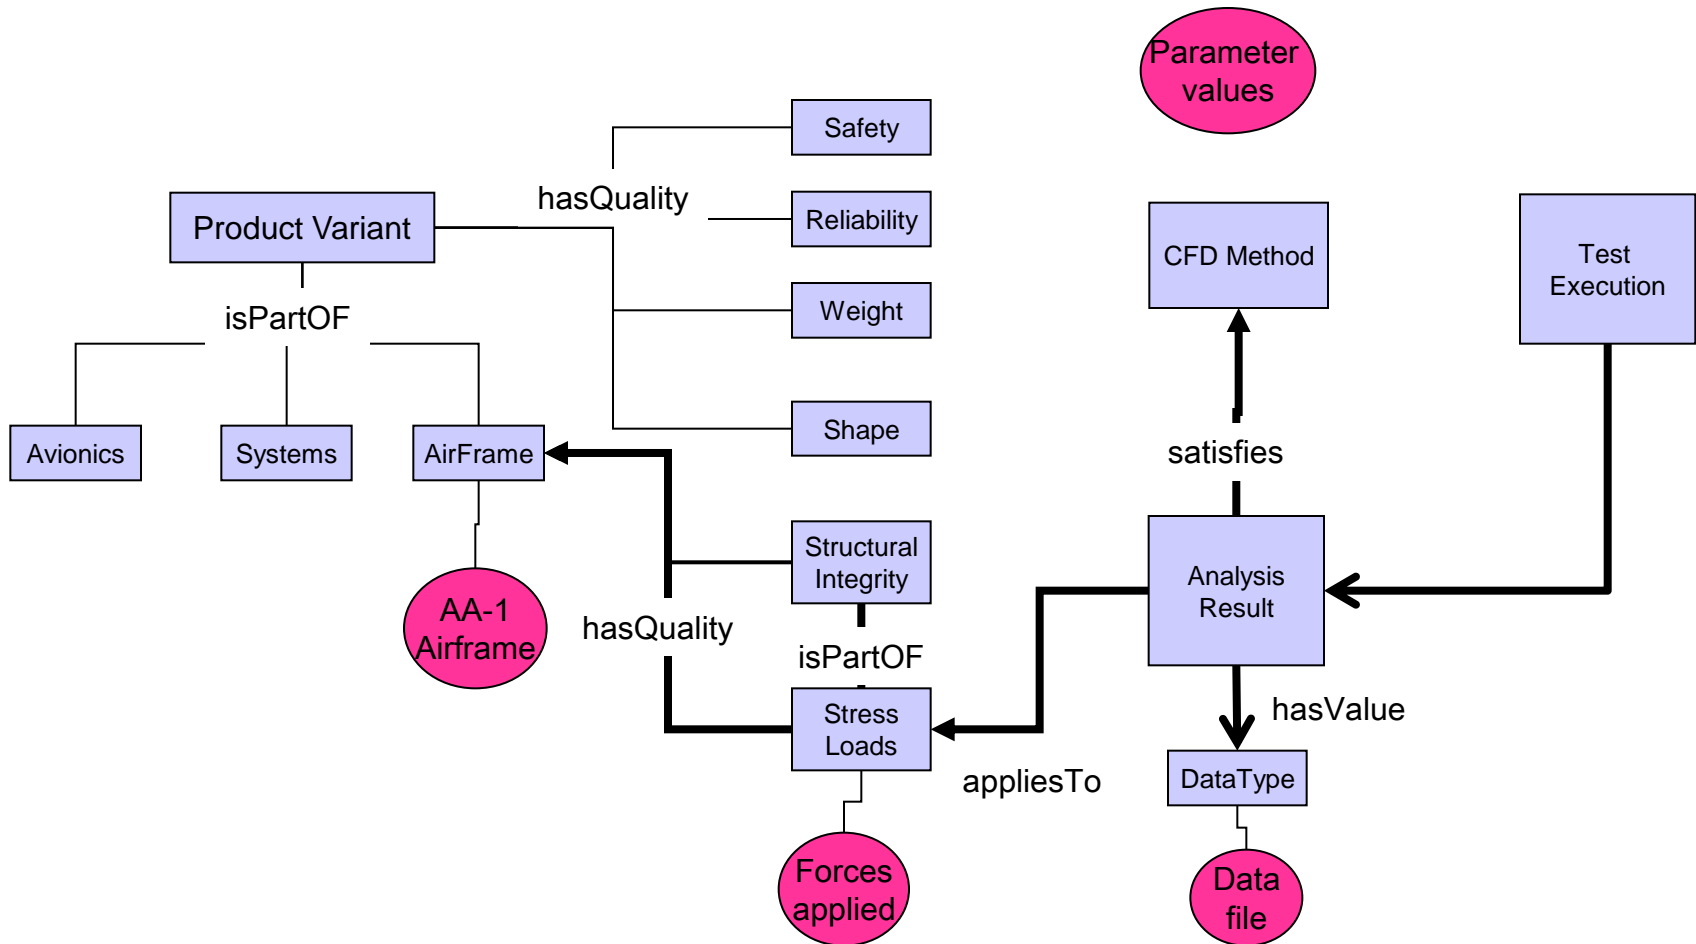 Parameter
values
Safety
hasQuality
Reliability
Product Variant
CFD Method
Test
Execution
isPartOF
Weight
Avionics
Systems
AirFrame
Shape
satisfies
Structural
Integrity
Analysis
Result
AA-1
Airframe
hasQuality
isPartOF
Stress
Loads
hasValue
appliesTo
DataType
Forces
applied
Data
file